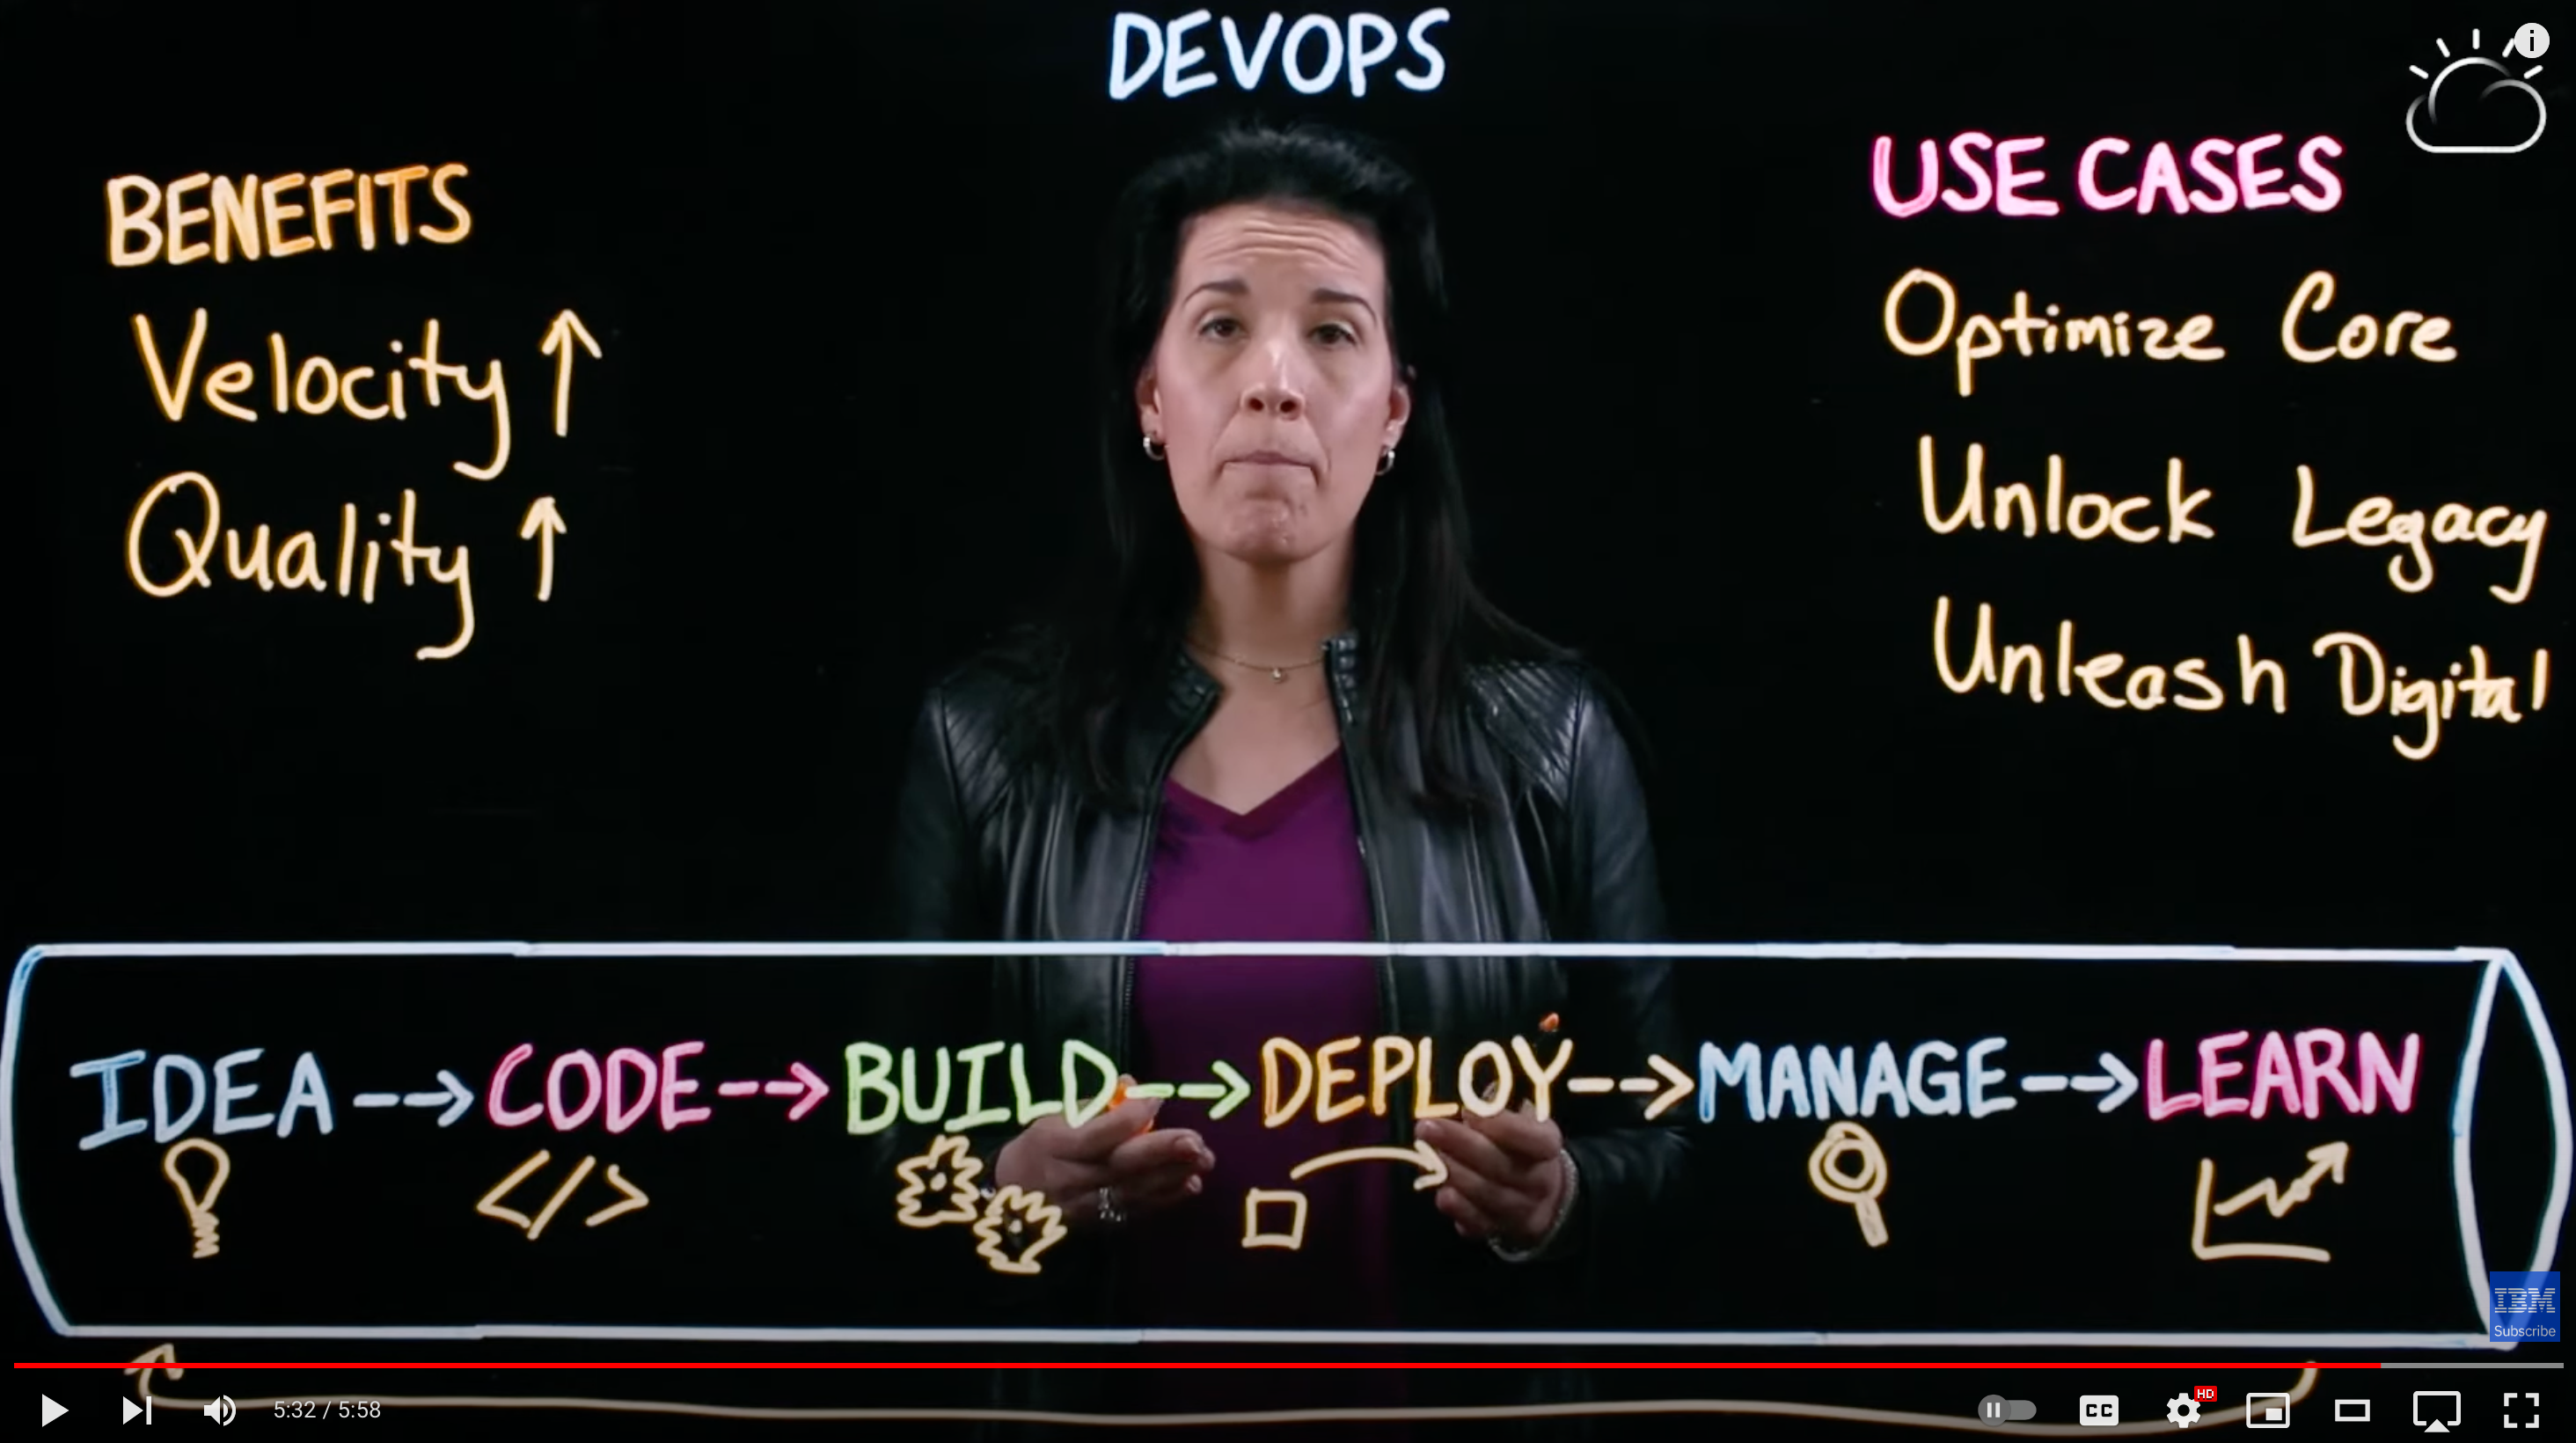 DEVOPS
BENEFITS
Velocity ↑
Quality ↑
USE CASES
Optimize Core
Unlock Legacy
Unleash Digital
IDEA --> CODE --> BUILD --> DEPLOY --> MANAGE --> LEARN
</>
IBM
Subscribe
5:32 / 5:58
CC
HD